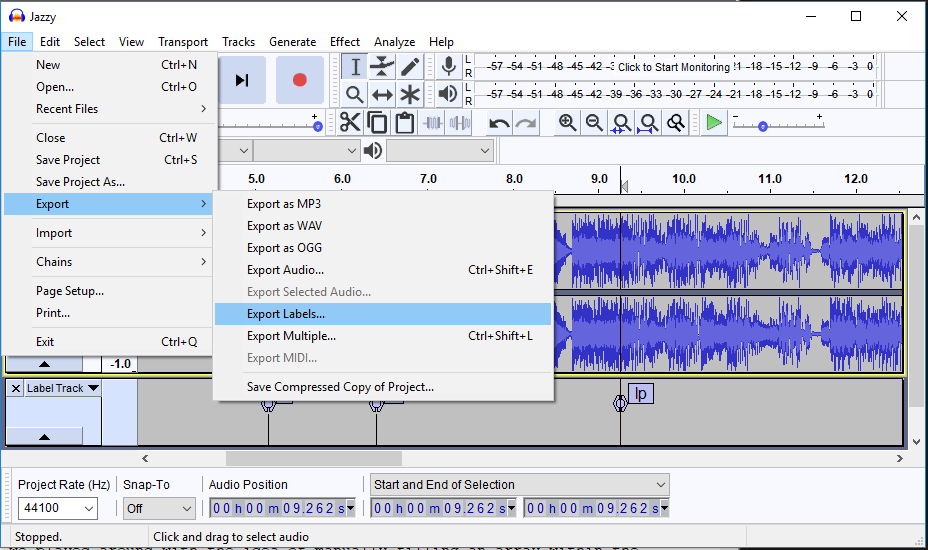 Jazzy
File Edit Select View Transport Tracks Generate Effect Analyze Help
New Ctrl+N
Open... Ctrl+O
Recent Files
Close Ctrl+W
Save Project Ctrl+S
Save Project As...
Export
Import
Chains
Page Setup...
Print...
Exit Ctrl+Q
Export as MP3
Export as WAV
Export as OGG
Export Audio... Ctrl+Shift+E
Export Selected Audio...
Export Labels...
Export Multiple... Ctrl+Shift+L
Export MIDI...
Save Compressed Copy of Project...
L
R
-57 -54 -51 -48 -45 -42 -3 Click to Start Monitoring !1 -18 -15 -12 -9 -6 -3 0
L
R
-57 -54 -51 -48 -45 -42 -39 -36 -33 -30 -27 -24 -21 -18 -15 -12 -9 -6 -3 0
- +
5.0 6.0 7.0 8.0 9.0 10.0 11.0 12.0
-1.0
Label Track
lp
Project Rate (Hz) Snap-To Audio Position Start and End of Selection
44100 Off 00 h 00 m 09.262 s 00 h 00 m 09.262 s 00 h 00 m 09.262 s
Stopped. Click and drag to select audio